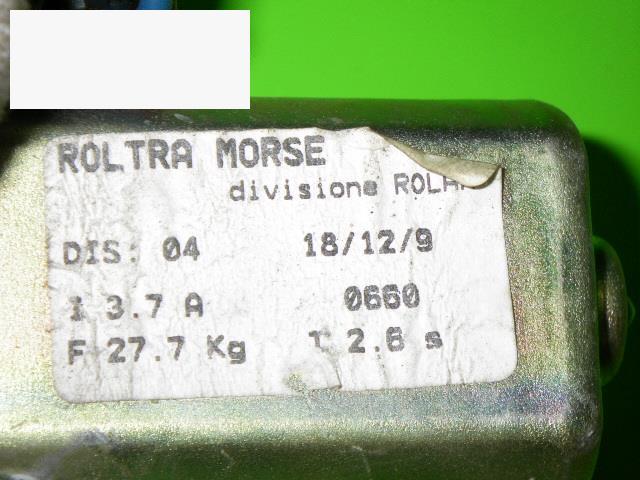 ROLTRA MORSE
divisione ROLA
DIS: 04 18/12/9
I 3.7 A 0660
F 27.7 Kg T 2.6 s